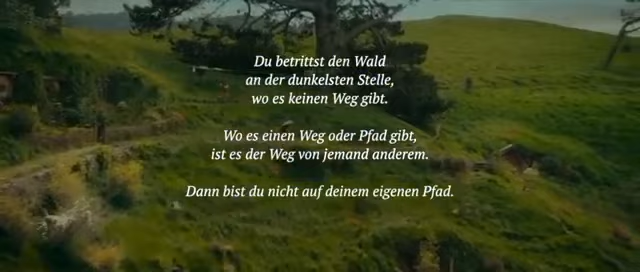 Du betrittst den Wald
an der dunkelsten Stelle,
wo es keinen Weg gibt.
Wo es einen Weg oder Pfad gibt,
ist es der Weg von jemand anderem.
Dann bist du nicht auf deinem eigenen Pfad.